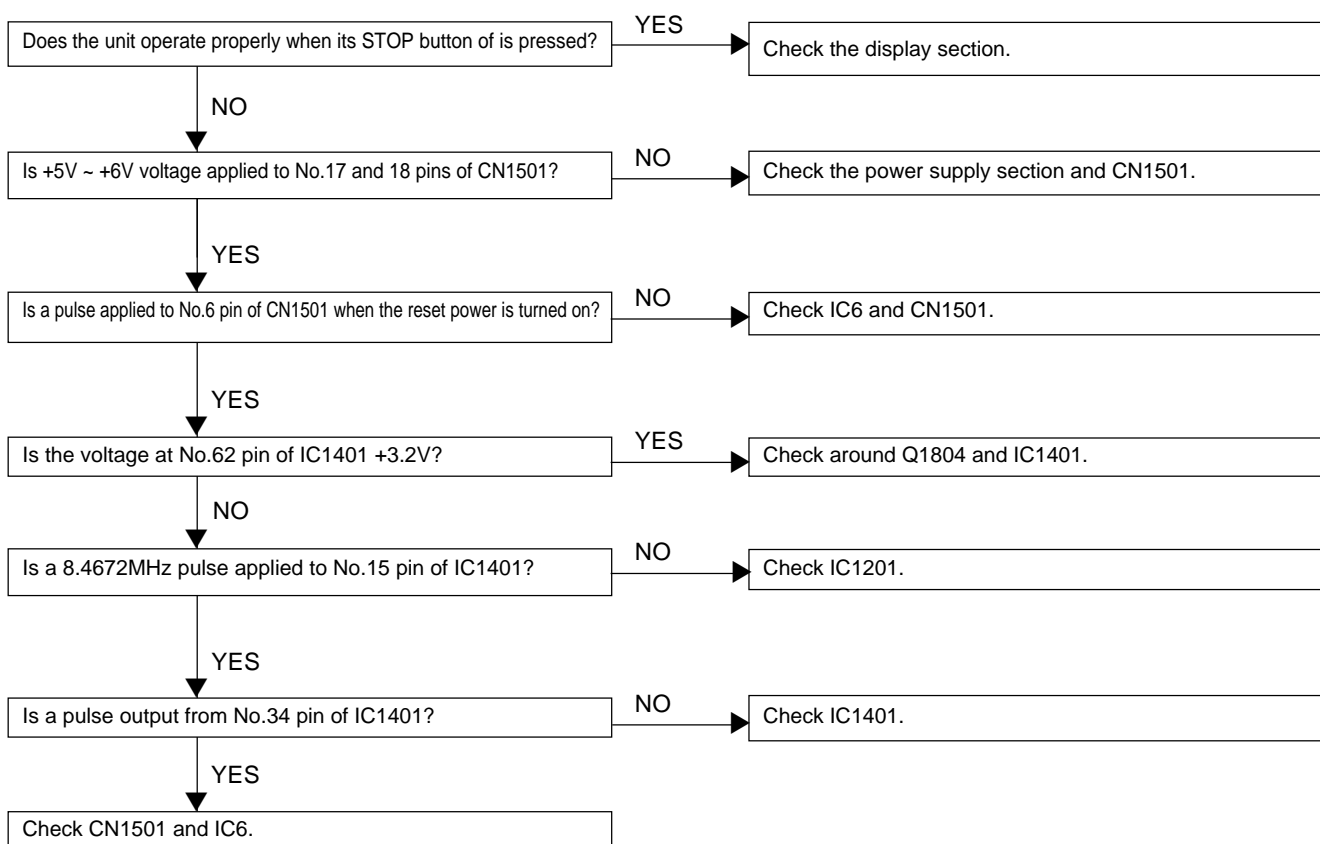 Does the unit operate properly when its STOP button of is pressed?
YES
Check the display section.
NO
Is +5V ~ +6V voltage applied to No.17 and 18 pins of CN1501?
NO
Check the power supply section and CN1501.
YES
Is a pulse applied to No.6 pin of CN1501 when the reset power is turned on?
NO
Check IC6 and CN1501.
YES
Is the voltage at No.62 pin of IC1401 +3.2V?
YES
Check around Q1804 and IC1401.
NO
Is a 8.4672MHz pulse applied to No.15 pin of IC1401?
NO
Check IC1201.
YES
Is a pulse output from No.34 pin of IC1401?
NO
Check IC1401.
YES
Check CN1501 and IC6.